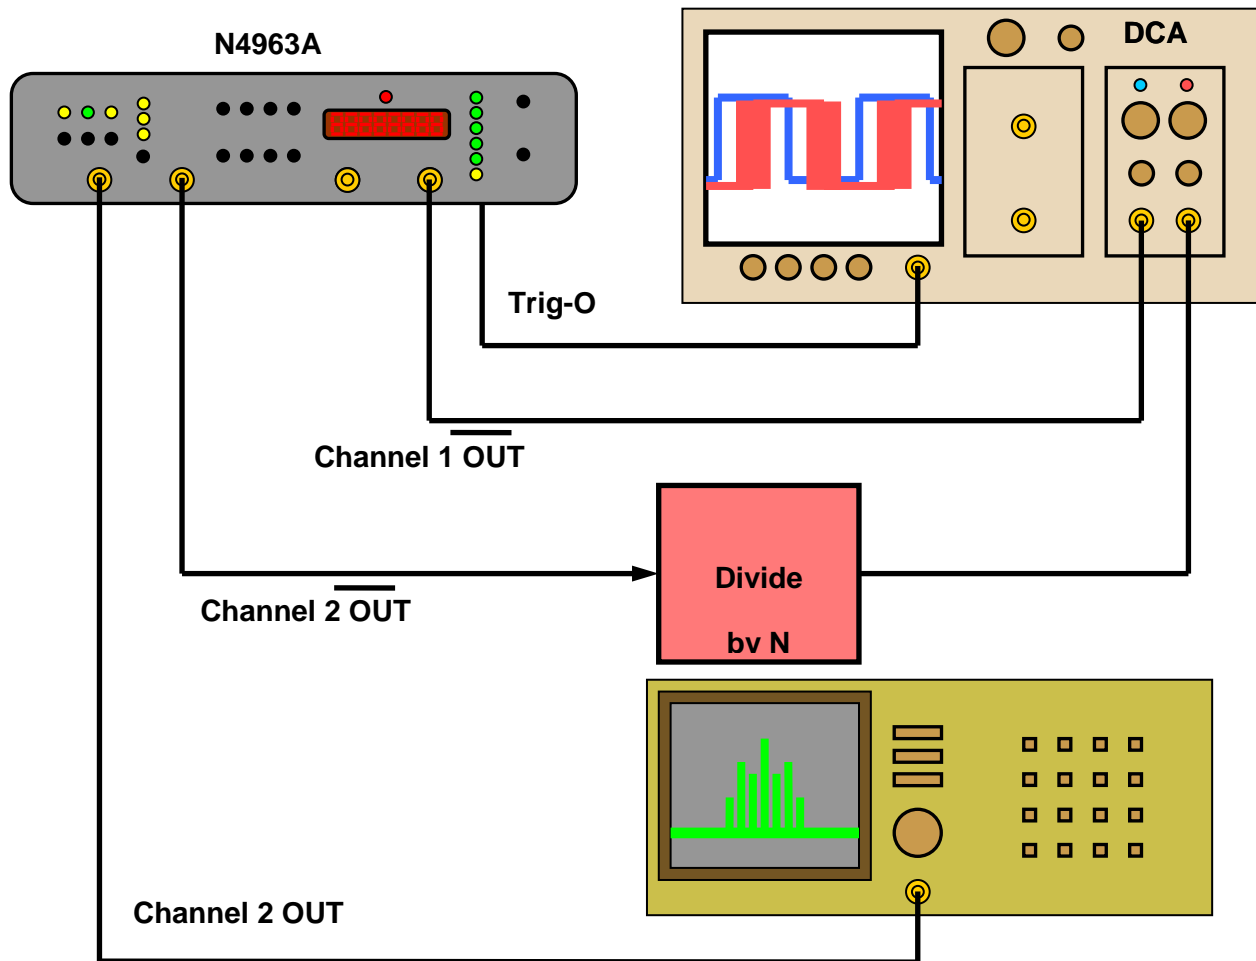 N4963A
DCA
Trig-O
Channel 1 OUT
Divide
bv N
Channel 2 OUT
Channel 2 OUT